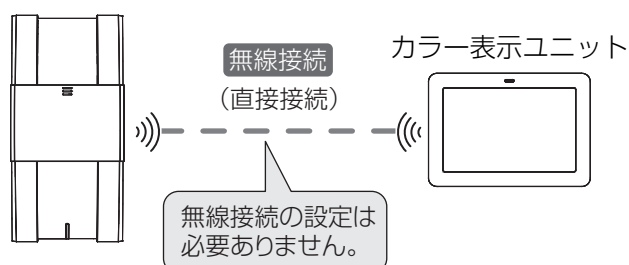 カラー表示ユニット
無線接続
（直接接続）
無線接続の設定は
必要ありません。